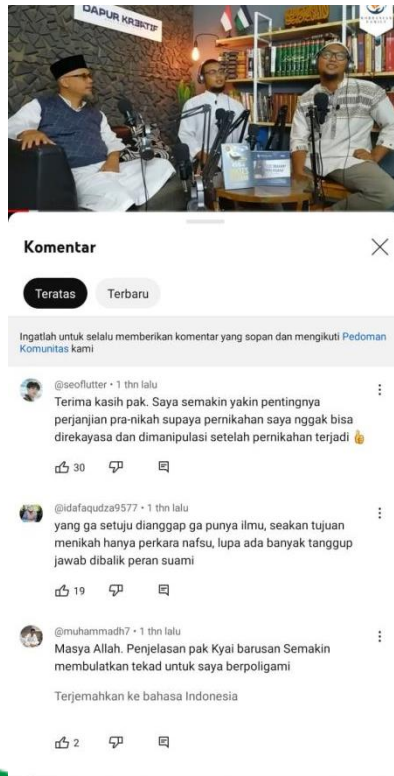 DAPUR KREATIF
Komentar
Teratas
Terbaru
Ingatlah untuk selalu memberikan komentar yang sopan dan mengikuti Pedoman
Komunitas kami
@seoflutter • 1 thn lalu
Terima kasih pak. Saya semakin yakin pentingnya
perjanjian pra-nikah supaya pernikahan saya nggak bisa
direkayasa dan dimanipulasi setelah pernikahan terjadi 👍
30
@idafaqudza9577 • 1 thn lalu
yang ga setuju dianggap ga punya ilmu, seakan tujuan
menikah hanya perkara nafsu, lupa ada banyak tanggup
jawab dibalik peran suami
19
@muhammadh7 • 1 thn lalu
Masya Allah. Penjelasan pak Kyai barusan Semakin
membulatkan tekad untuk saya berpoligami
Terjemahkan ke bahasa Indonesia
2